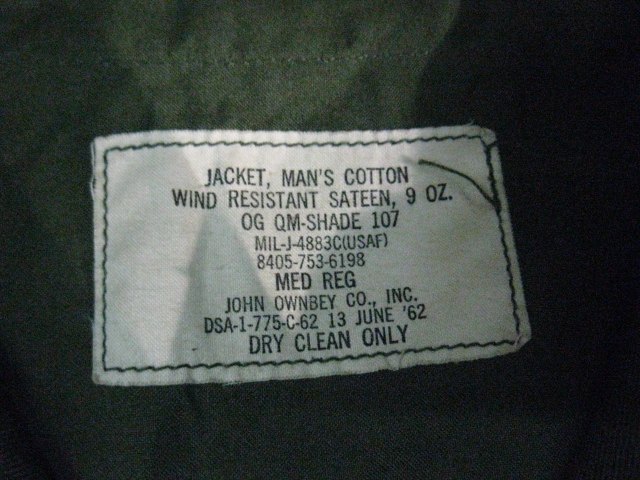 JACKET, MAN'S COTTON
WIND RESISTANT SATEEN, 9 OZ.
OG QM-SHADE 107
MIL-J-4883C(USAF)
8405-753-6198
MED REG
JOHN OWNBEY CO., INC.
DSA-1-775-C-62 13 JUNE '62
DRY CLEAN ONLY